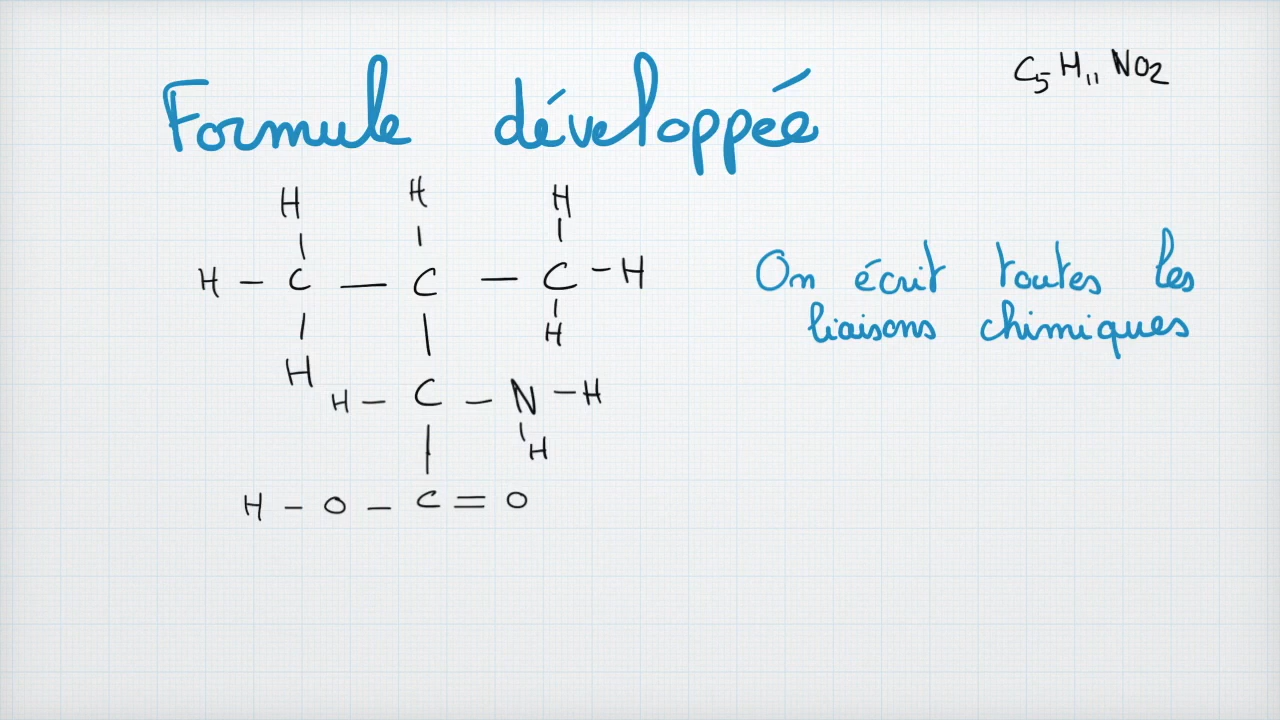 C5H11NO2
Formule développée
H H H
H - C - C - C - H
H H
H - C - N - H
H
H - O - C = O
On écrit toutes les
liaisons chimiques